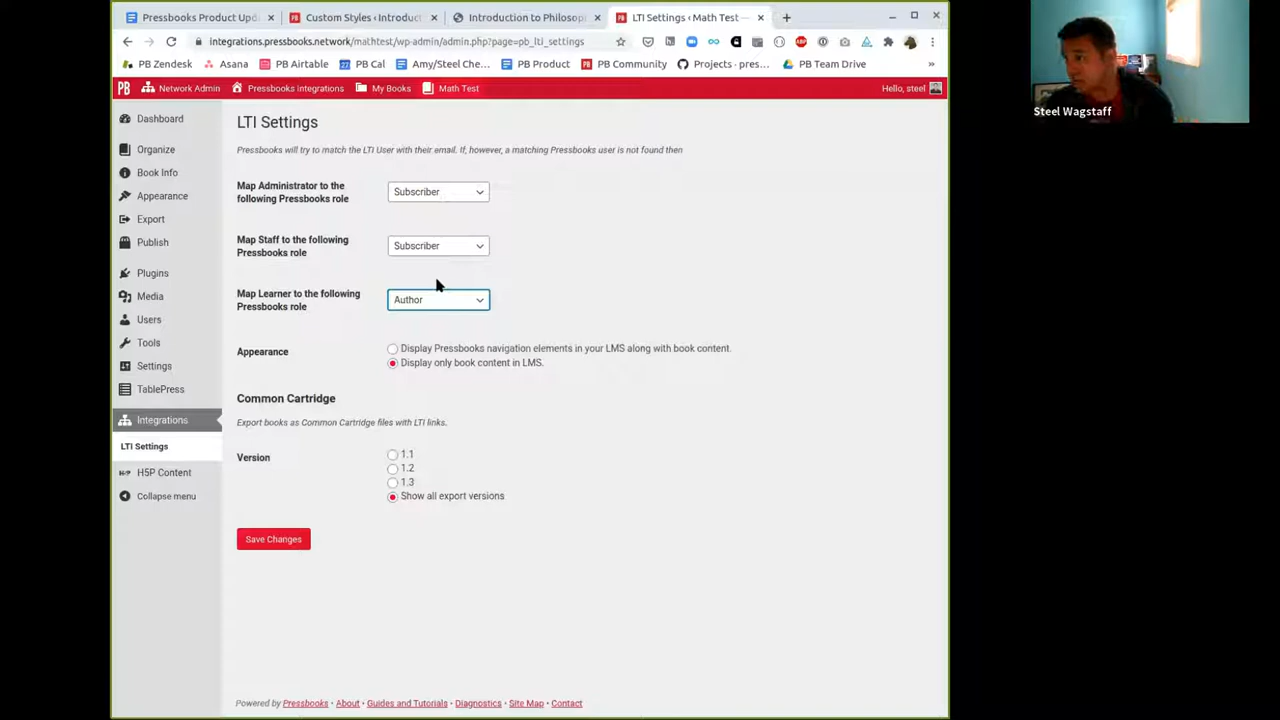 Pressbooks Product Upd
Custom Styles ‹ Introduct
Introduction to Philosop
LTI Settings ‹ Math Test —
integrations.pressbooks.network/mathtest/wp-admin/admin.php?page=pb_lti_settings
PB Zendesk
Asana
PB Airtable
PB Cal
Amy/Steel Che...
PB Product
PB Community
Projects · pres...
PB Team Drive
»
PB
Network Admin
Pressbooks Integrations
My Books
Math Test
Hello, steel
Dashboard
Organize
Book Info
Appearance
Export
Publish
Plugins
Media
Users
Tools
Settings
TablePress
Integrations
LTI Settings
H5P Content
Collapse menu
LTI Settings
Pressbooks will try to match the LTI User with their email. If, however, a matching Pressbooks user is not found then
Map Administrator to the
following Pressbooks role
Subscriber
Map Staff to the following
Pressbooks role
Subscriber
Map Learner to the following
Pressbooks role
Author
Appearance
Display Pressbooks navigation elements in your LMS along with book content.
Display only book content in LMS.
Common Cartridge
Export books as Common Cartridge files with LTI links.
Version
1.1
1.2
1.3
Show all export versions
Save Changes
Powered by Pressbooks · About · Guides and Tutorials · Diagnostics · Site Map · Contact
Steel Wagstaff